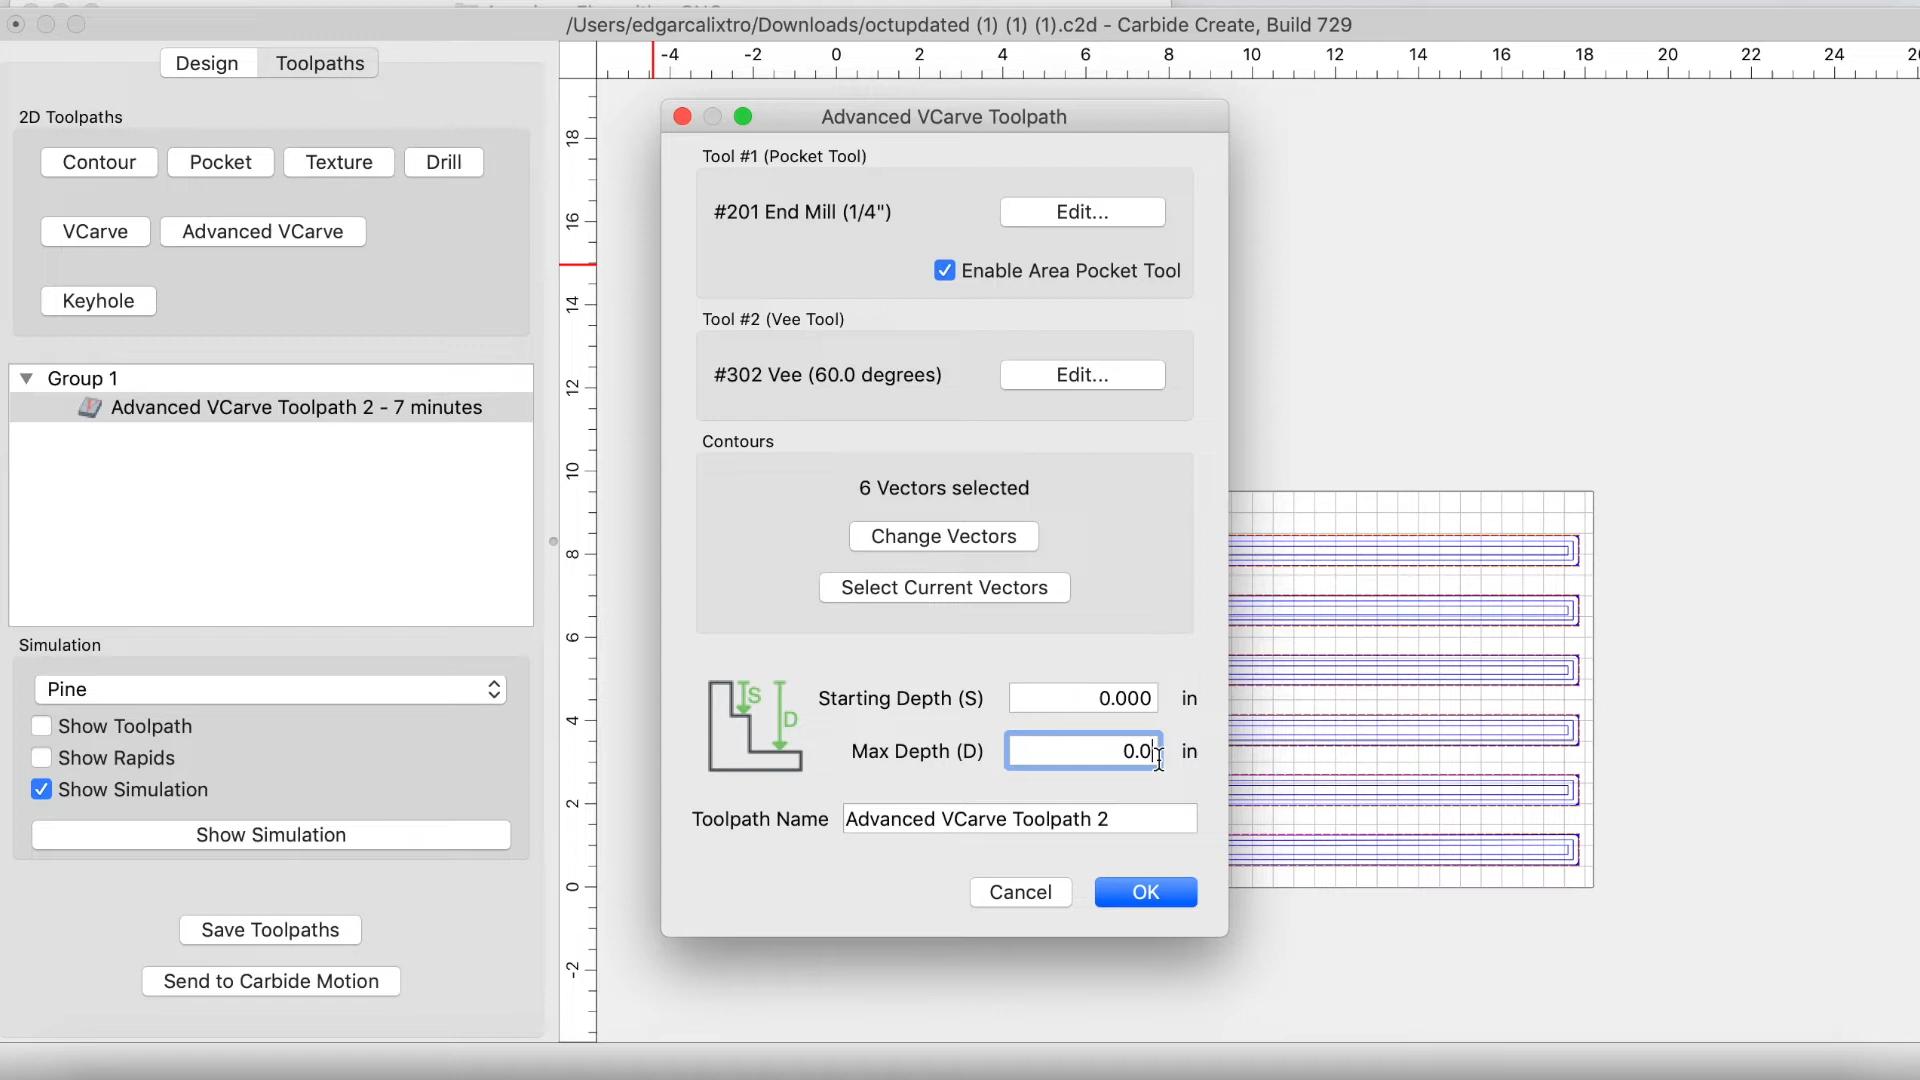 /Users/edgarcalixtro/Downloads/octupdated (1) (1) (1).c2d - Carbide Create, Build 729
Design Toolpaths
-4 -2 0 2 4 6 8 10 12 14 16 18 20 22 24
2D Toolpaths
Contour Pocket Texture Drill
VCarve Advanced VCarve
Keyhole
Group 1
Advanced VCarve Toolpath 2 - 7 minutes
Simulation
Pine
Show Toolpath
Show Rapids
Show Simulation
Show Simulation
Save Toolpaths
Send to Carbide Motion
18
16
14
12
10
8
6
4
2
0
-2
Advanced VCarve Toolpath
Tool #1 (Pocket Tool)
#201 End Mill (1/4") Edit...
Enable Area Pocket Tool
Tool #2 (Vee Tool)
#302 Vee (60.0 degrees) Edit...
Contours
6 Vectors selected
Change Vectors
Select Current Vectors
S
D
Starting Depth (S) 0.000 in
Max Depth (D) 0.0 in
Toolpath Name Advanced VCarve Toolpath 2
Cancel OK